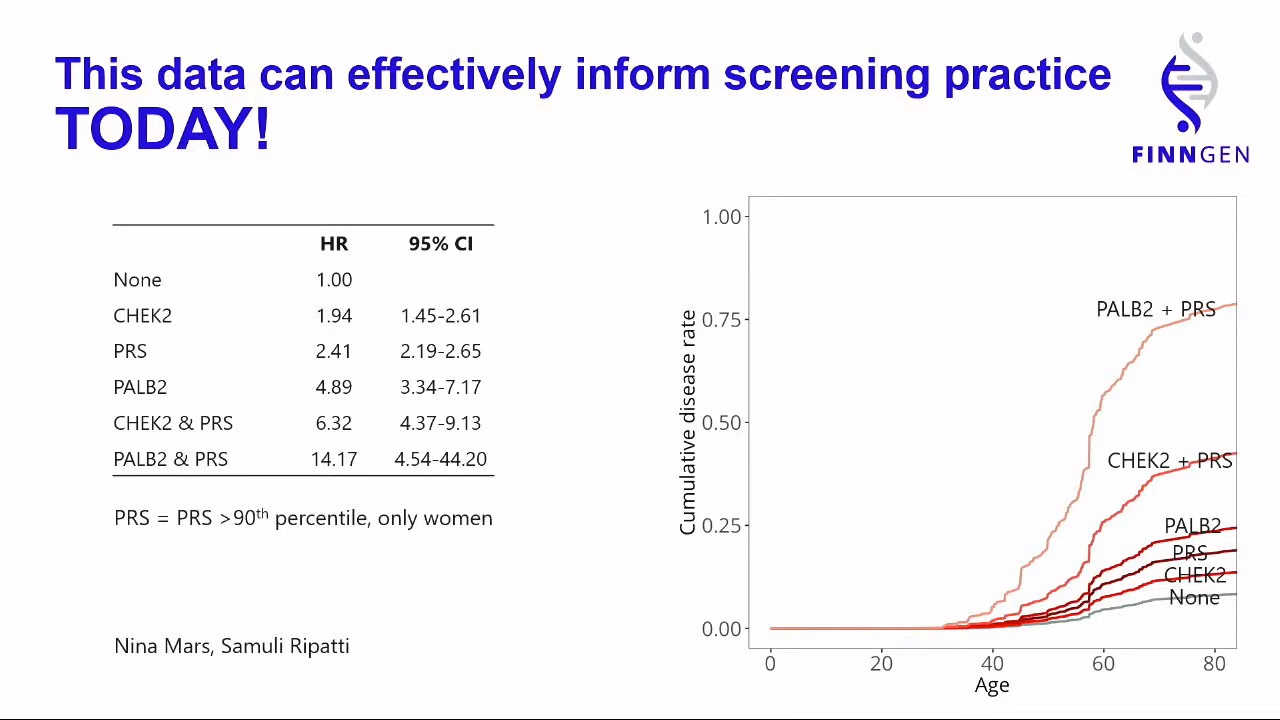 This data can effectively inform screening practice
TODAY!
FINNGEN
HR 95% CI
None 1.00
CHEK2 1.94 1.45-2.61
PRS 2.41 2.19-2.65
PALB2 4.89 3.34-7.17
CHEK2 & PRS 6.32 4.37-9.13
PALB2 & PRS 14.17 4.54-44.20
PRS = PRS >90th percentile, only women
Nina Mars, Samuli Ripatti
Cumulative disease rate
1.00
0.75
0.50
0.25
0.00
PALB2 + PRS
CHEK2 + PRS
PALB2
PRS
CHEK2
None
0 20 40 60 80
Age